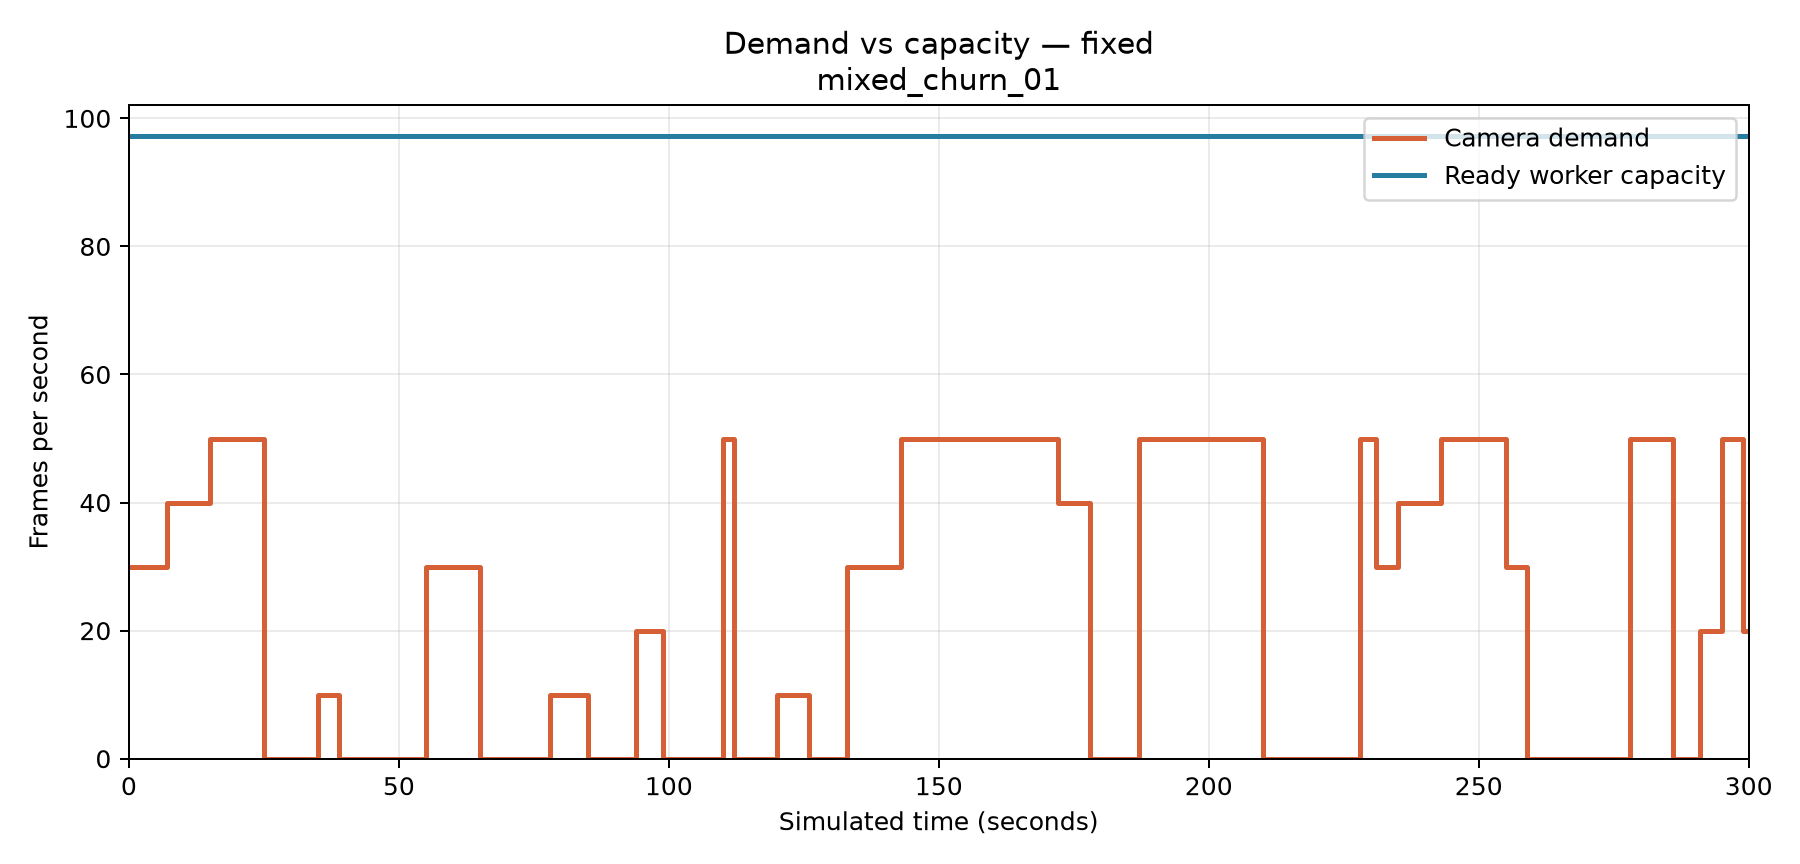 Demand vs capacity — fixed
mixed_churn_01
Frames per second
100
80
60
40
20
0
Camera demand
Ready worker capacity
0 50 100 150 200 250 300
Simulated time (seconds)